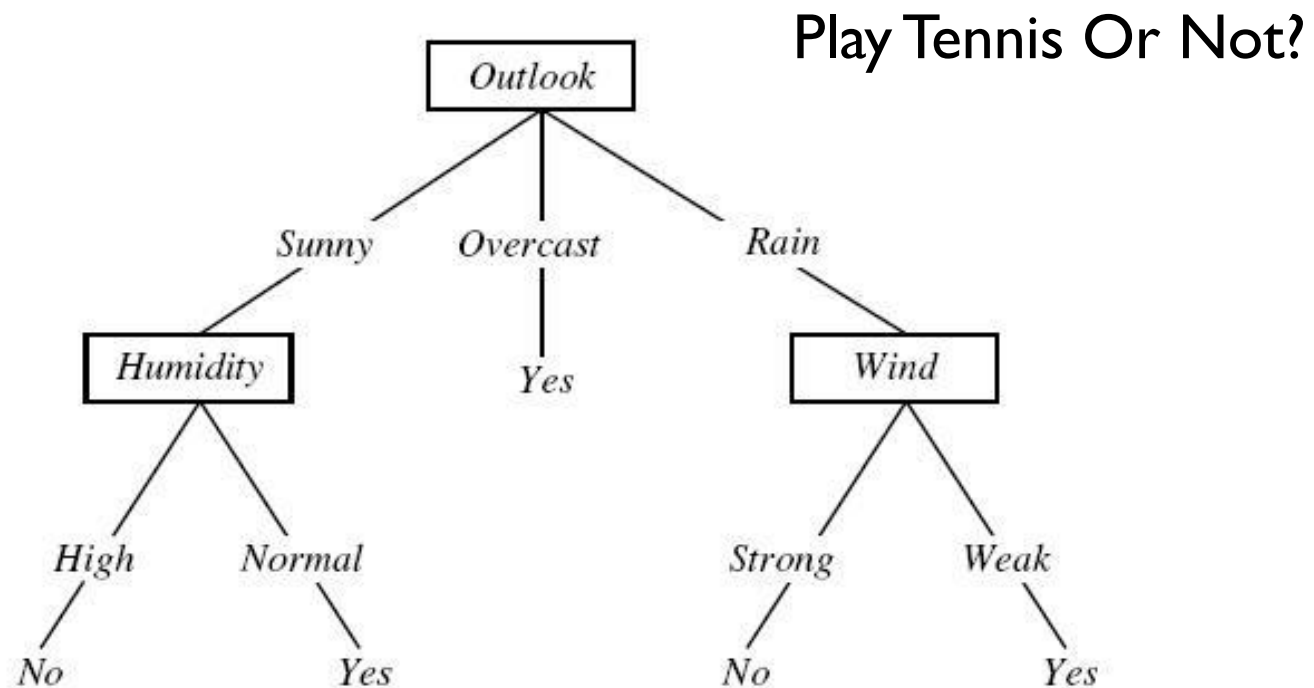 Play Tennis Or Not?
Outlook
Sunny Overcast Rain
Humidity Yes Wind
High Normal Strong Weak
No Yes No Yes